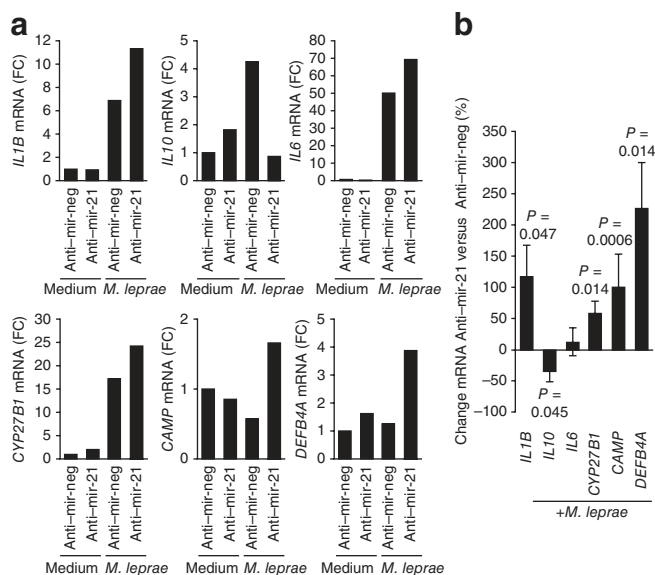 a
IL1B mRNA (FC)
12
10
8
6
4
2
0
Anti–mir-neg
Anti–mir-21
Anti–mir-neg
Anti–mir-21
Medium
M. leprae
IL10 mRNA (FC)
5
4
3
2
1
0
Anti–mir-neg
Anti–mir-21
Anti–mir-neg
Anti–mir-21
Medium
M. leprae
IL6 mRNA (FC)
80
70
60
50
40
30
20
10
0
Anti–mir-neg
Anti–mir-21
Anti–mir-neg
Anti–mir-21
Medium
M. leprae
CYP27B1 mRNA (FC)
30
25
20
15
10
5
0
Anti–mir-neg
Anti–mir-21
Anti–mir-neg
Anti–mir-21
Medium
M. leprae
CAMP mRNA (FC)
2
1
0
Anti–mir-neg
Anti–mir-21
Anti–mir-neg
Anti–mir-21
Medium
M. leprae
DEFB4A mRNA (FC)
5
4
3
2
1
0
Anti–mir-neg
Anti–mir-21
Anti–mir-neg
Anti–mir-21
Medium
M. leprae
b
Change mRNA Anti–mir-21 versus Anti–mir-neg (%)
350
300
250
200
150
100
50
0
−50
−100
P =
0.047
P =
0.045
P =
0.014
P =
0.0006
P =
0.014
IL1B
IL10
IL6
CYP27B1
CAMP
DEFB4A
+M. leprae